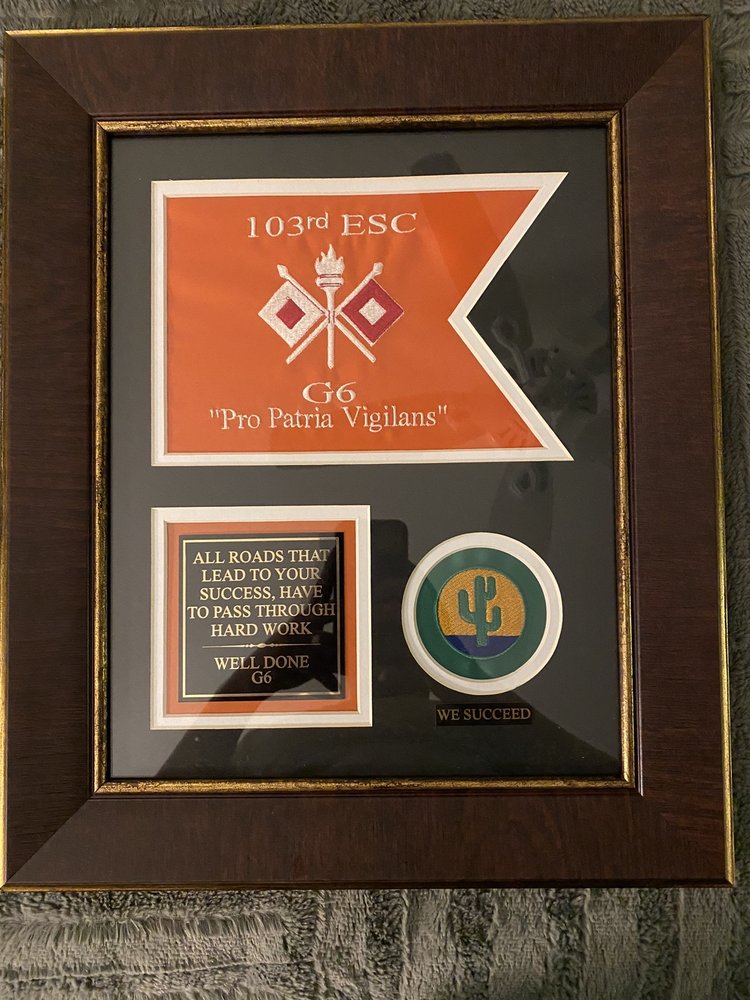 103rd ESC
G6
"Pro Patria Vigilans"
ALL ROADS THAT
LEAD TO YOUR
SUCCESS, HAVE
TO PASS THROUGH
HARD WORK
WELL DONE
G6
WE SUCCEED